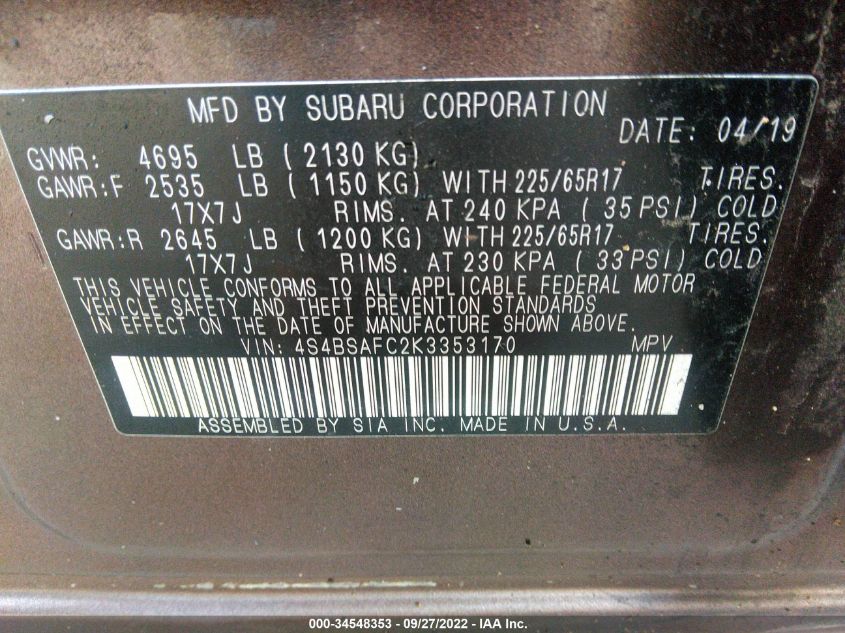 MFD BY SUBARU CORPORATION
DATE: 04/19
GVWR: 4695 LB (2130 KG)
GAWR:F 2535 LB (1150 KG) WITH 225/65R17 TIRES.
17X7J RIMS. AT 240 KPA (35 PSI) COLD
GAWR:R 2645 LB (1200 KG) WITH 225/65R17 TIRES.
17X7J RIMS. AT 230 KPA (33 PSI) COLD
THIS VEHICLE CONFORMS TO ALL APPLICABLE FEDERAL MOTOR
VEHICLE SAFETY AND THEFT PREVENTION STANDARDS
IN EFFECT ON THE DATE OF MANUFACTURE SHOWN ABOVE.
VIN: 4S4BSAFC2K3353170 MPV
ASSEMBLED BY SIA INC. MADE IN U.S.A.
000-34548353 - 09/27/2022 - IAA Inc.